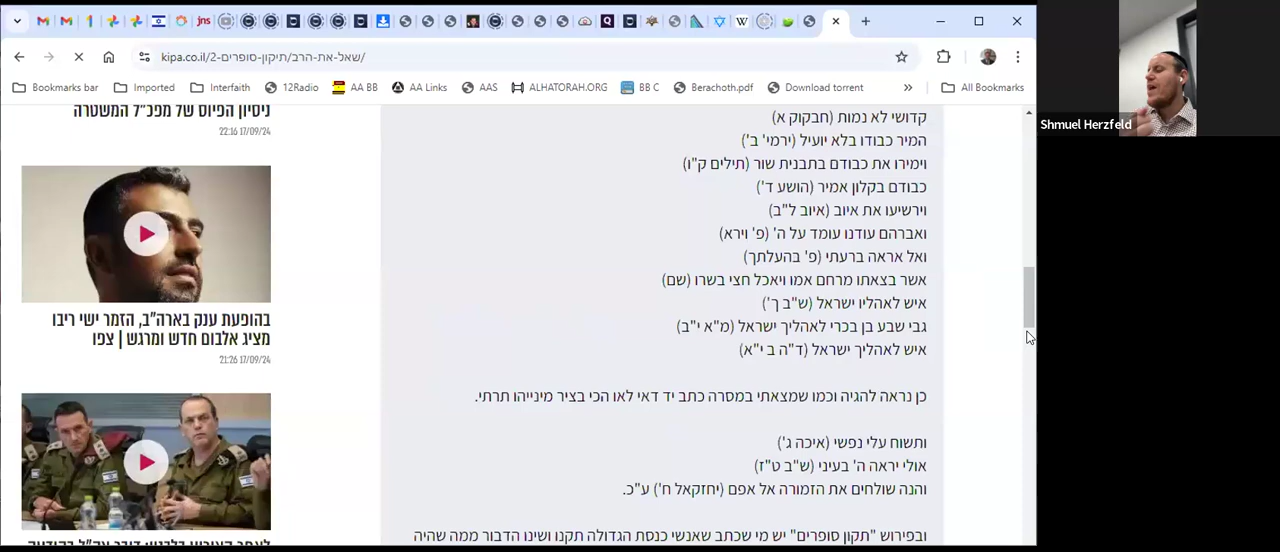 jns
kipa.co.il/2-שאל-את-הרב/תיקון-סופרים/
Bookmarks bar
Imported
Interfaith
12Radio
AA BB
AA Links
AAS
ALHATORAH.ORG
BB C
Berachoth.pdf
Download torrent
»
All Bookmarks
Shmuel Herzfeld
ניסיון הפיוס של מפכ"ל המשטרה
22:16 17/09/24
בהופעת ענק בארה"ב, הזמר ישי ריבו
מציג אלבום חדש ומרגש | צפו
21:26 17/09/24
קדושי לא נמות (חבקוק א)
המיר כבודו בלא יועיל (ירמי' ב')
וימירו את כבודם בתבנית שור (תילים ק"ו)
כבודם בקלון אמיר (הושע ד')
וירשיעו את איוב (איוב ל"ב)
ואברהם עודנו עומד על ה' (פ' וירא)
ואל אראה ברעתי (פ' בהעלתך)
אשר בצאתו מרחם אמו ויאכל חצי בשרו (שם)
איש לאהליו ישראל (ש"ב ך')
גבי שבע בן בכרי לאהליך ישראל (מ"א י"ב)
איש לאהליך ישראל (ד"ה ב י"א)
כן נראה להגיה וכמו שמצאתי במסרה כתב יד דאי לאו הכי בציר מינייהו תרתי.
ותשוח עלי נפשי (איכה ג')
אולי יראה ה' בעיני (ש"ב ט"ז)
והנה שולחים את הזמורה אל אפם (יחזקאל ח') ע"כ.
ובפירוש "תקון סופרים" יש מי שכתב שאנשי כנסת הגדולה תקנו ושינו הדבור ממה שהיה